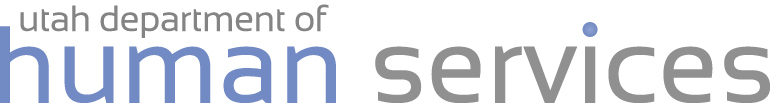 utah department of
human services